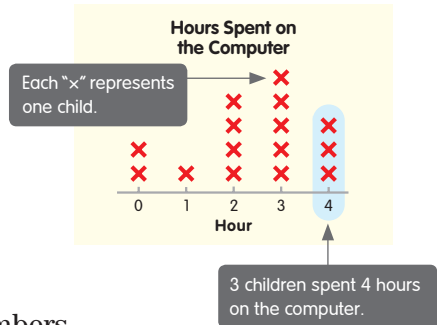 Hours Spent on
the Computer
Each "×" represents
one child.
0 1 2 3 4
Hour
3 children spent 4 hours
on the computer.